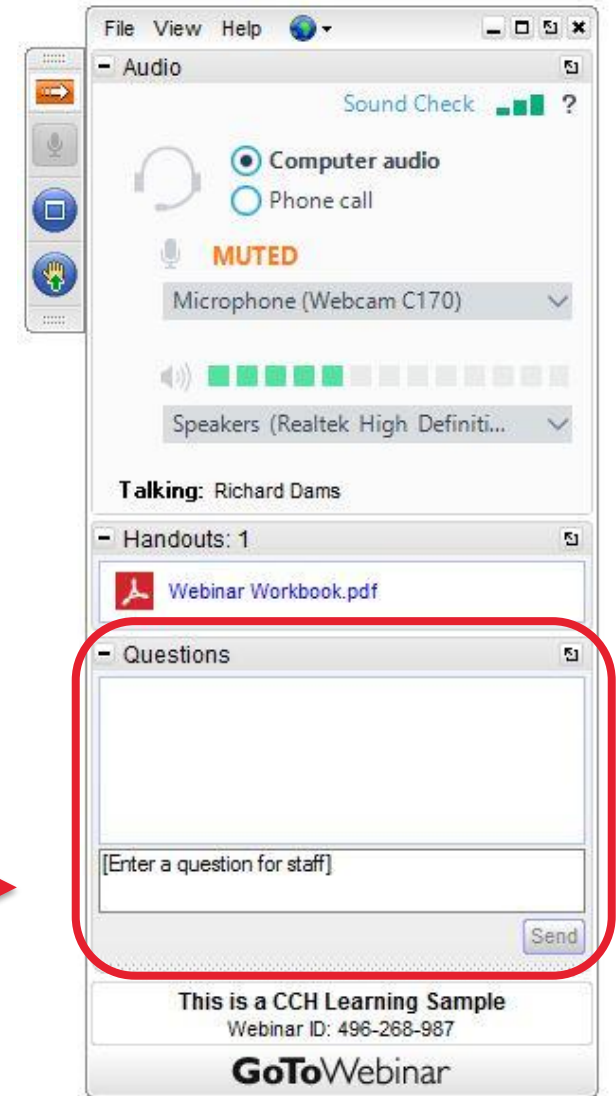 File View Help
Audio
Sound Check ?
Computer audio
Phone call
MUTED
Microphone (Webcam C170)
Speakers (Realtek High Definiti...
Talking: Richard Dams
Handouts: 1
Webinar Workbook.pdf
Questions
[Enter a question for staff]
Send
This is a CCH Learning Sample
Webinar ID: 496-268-987
GoToWebinar